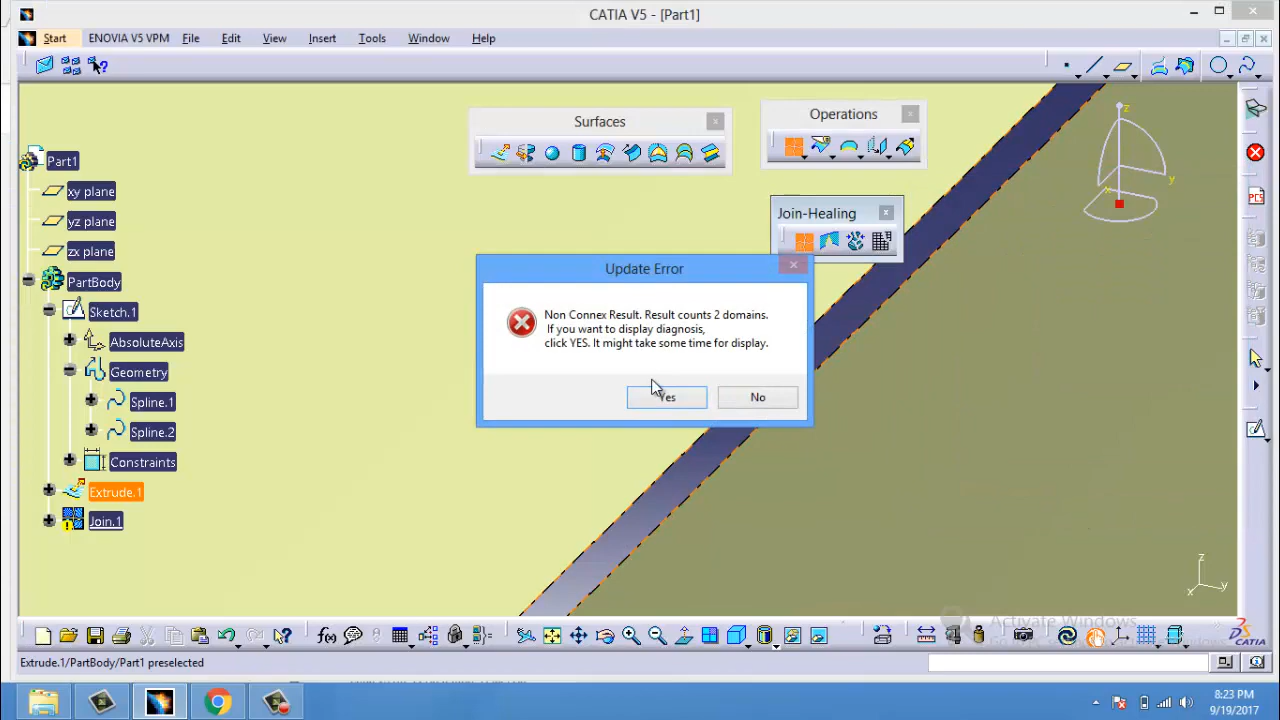 CATIA V5 - [Part1]
Start
ENOVIA V5 VPM
File
Edit
View
Insert
Tools
Window
Help
Surfaces
Operations
Join-Healing
Part1
xy plane
yz plane
zx plane
PartBody
Sketch.1
AbsoluteAxis
Geometry
Spline.1
Spline.2
Constraints
Extrude.1
Join.1
Update Error
Non Connex Result. Result counts 2 domains.
If you want to display diagnosis,
click YES. It might take some time for display.
Yes
No
z
y
x
z
y
x
PCS
f(x)
Activate Windows
CATIA
Extrude.1/PartBody/Part1 preselected
8:23 PM
9/19/2017